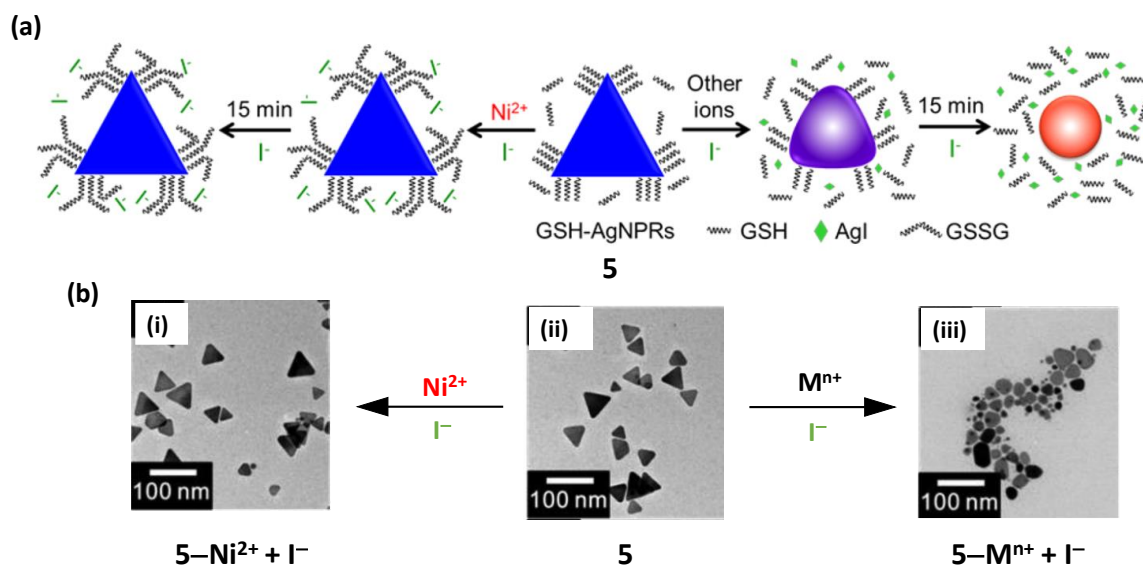 (a)
15 min
I⁻
Ni²⁺
I⁻
Other
ions
I⁻
15 min
I⁻
GSH-AgNPRs GSH AgI GSSG
5
(b)
(i)
(ii)
(iii)
Ni²⁺
I⁻
Mⁿ⁺
I⁻
100 nm
100 nm
100 nm
5–Ni²⁺ + I⁻
5
5–Mⁿ⁺ + I⁻